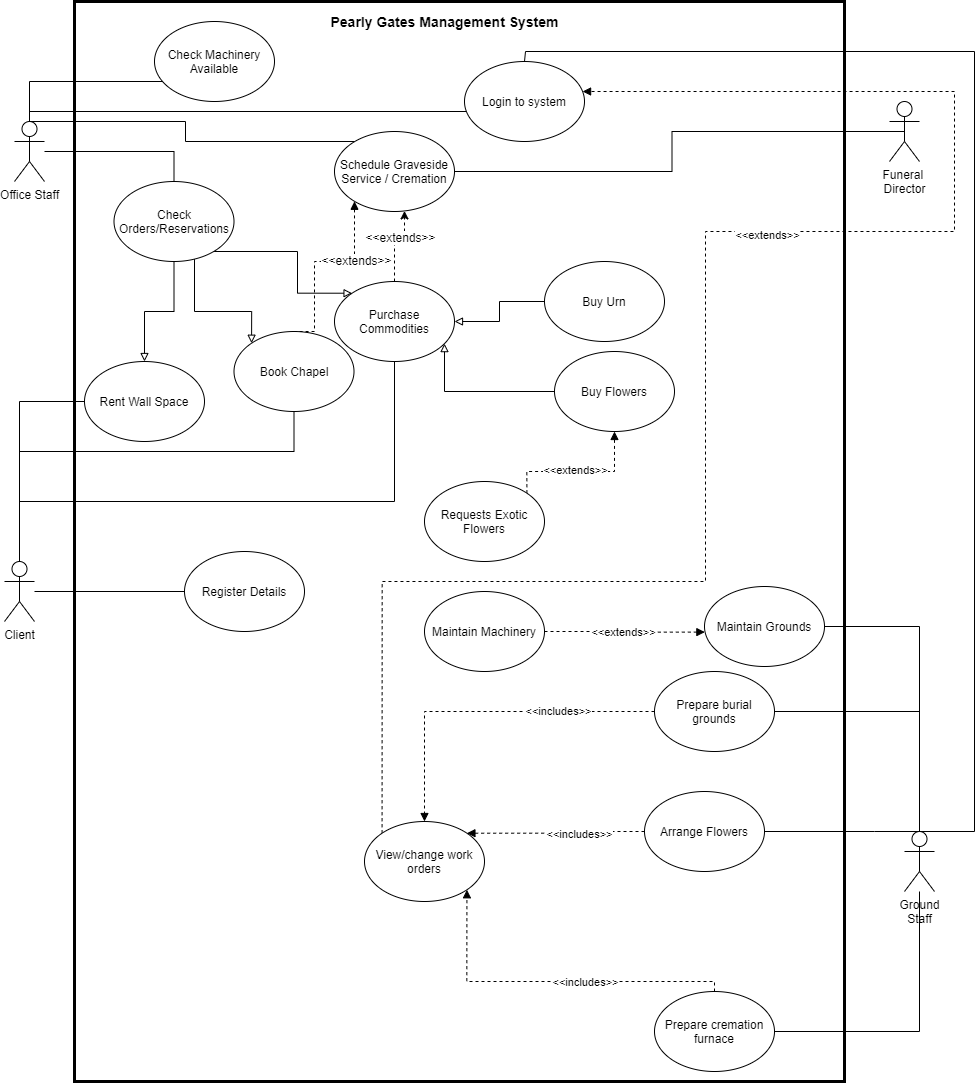 Pearly Gates Management System
Check Machinery
Available
Login to system
Office Staff
Schedule Graveside
Service / Cremation
Funeral
Director
Check
Orders/Reservations
<<extends>>
<<extends>>
<<extends>>
Purchase
Commodities
Buy Urn
Book Chapel
Rent Wall Space
Buy Flowers
<<extends>>
Requests Exotic
Flowers
Client
Register Details
Maintain Machinery
<<extends>>
Maintain Grounds
Prepare burial
grounds
<<includes>>
Arrange Flowers
<<includes>>
View/change work
orders
Ground
Staff
<<includes>>
Prepare cremation
furnace